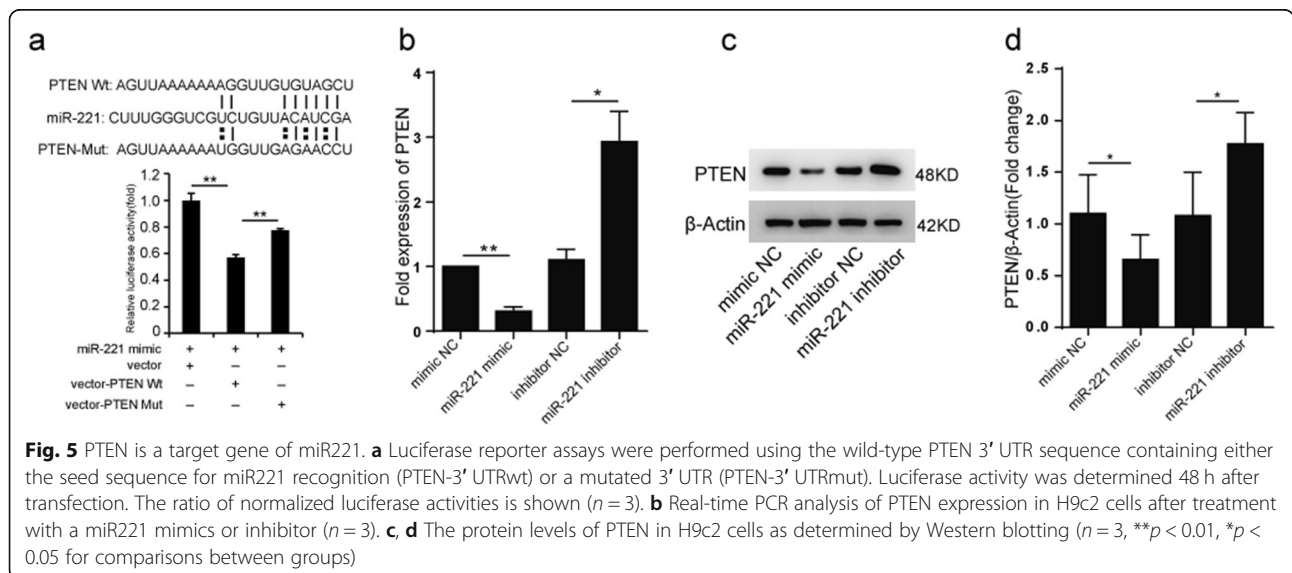 a
PTEN Wt: AGUUAAAAAAAGGUUGUGUAGCU
miR-221: CUUUGGGUCGUCUGUUACAUCGA
PTEN-Mut: AGUUAAAAAAUGGUUGAGAACCU
Relative luciferase activity(fold)
1.2
1.0
0.8
0.6
0.4
0.2
0
** **
miR-221 mimic + + +
vector + – –
vector-PTEN Wt – + –
vector-PTEN Mut – – +
b
Fold expression of PTEN
4
3
2
1
0
** *
mimic NC
miR-221 mimic
inhibitor NC
miR-221 inhibitor
c
PTEN 48KD
β-Actin 42KD
mimic NC
miR-221 mimic
inhibitor NC
miR-221 inhibitor
d
PTEN/β-Actin(Fold change)
2.5
2.0
1.5
1.0
0.5
0.0
* *
mimic NC
miR-221 mimic
inhibitor NC
miR-221 inhibitor
Fig. 5 PTEN is a target gene of miR221. a Luciferase reporter assays were performed using the wild-type PTEN 3′ UTR sequence containing either
the seed sequence for miR221 recognition (PTEN-3′ UTRwt) or a mutated 3′ UTR (PTEN-3′ UTRmut). Luciferase activity was determined 48 h after
transfection. The ratio of normalized luciferase activities is shown (n = 3). b Real-time PCR analysis of PTEN expression in H9c2 cells after treatment
with a miR221 mimics or inhibitor (n = 3). c, d The protein levels of PTEN in H9c2 cells as determined by Western blotting (n = 3, **p < 0.01, *p <
0.05 for comparisons between groups)